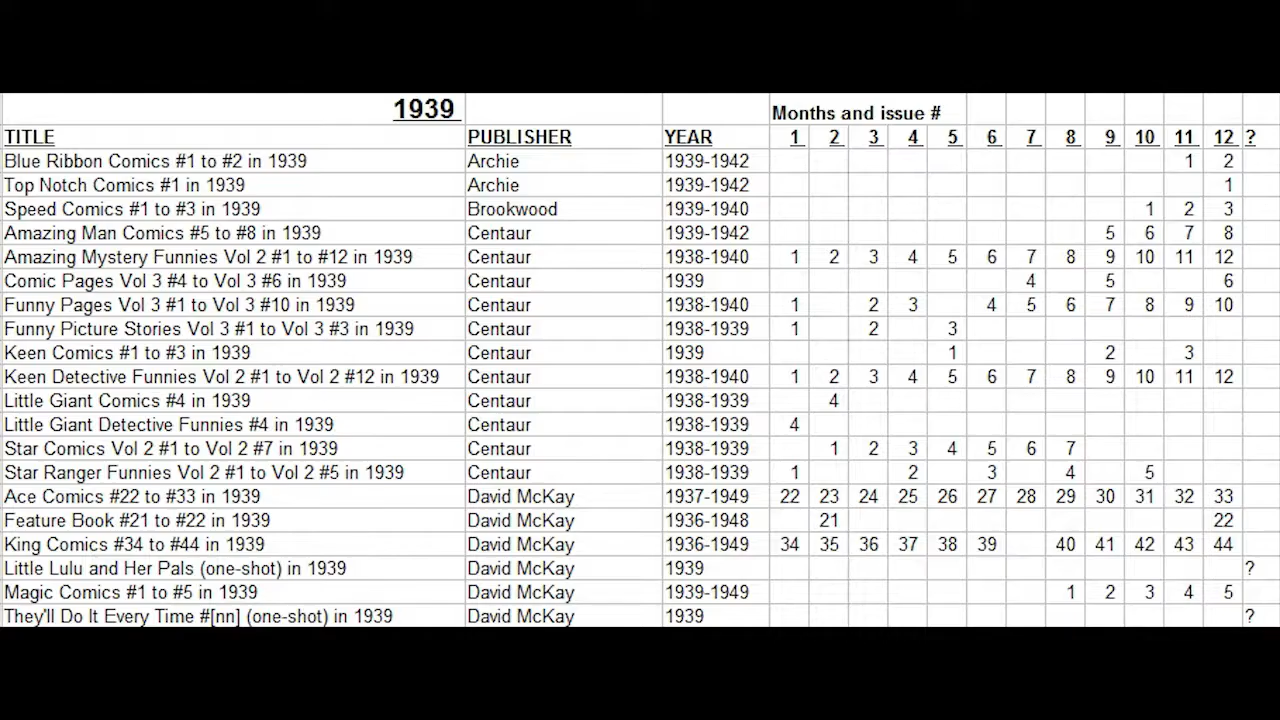 1939 Months and issue #
TITLE PUBLISHER YEAR 1 2 3 4 5 6 7 8 9 10 11 12 ?
Blue Ribbon Comics #1 to #2 in 1939 Archie 1939-1942 1 2
Top Notch Comics #1 in 1939 Archie 1939-1942 1
Speed Comics #1 to #3 in 1939 Brookwood 1939-1940 1 2 3
Amazing Man Comics #5 to #8 in 1939 Centaur 1939-1942 5 6 7 8
Amazing Mystery Funnies Vol 2 #1 to #12 in 1939 Centaur 1938-1940 1 2 3 4 5 6 7 8 9 10 11 12
Comic Pages Vol 3 #4 to Vol 3 #6 in 1939 Centaur 1939 4 5 6
Funny Pages Vol 3 #1 to Vol 3 #10 in 1939 Centaur 1938-1940 1 2 3 4 5 6 7 8 9 10
Funny Picture Stories Vol 3 #1 to Vol 3 #3 in 1939 Centaur 1938-1939 1 2 3
Keen Comics #1 to #3 in 1939 Centaur 1939 1 2 3
Keen Detective Funnies Vol 2 #1 to Vol 2 #12 in 1939 Centaur 1938-1940 1 2 3 4 5 6 7 8 9 10 11 12
Little Giant Comics #4 in 1939 Centaur 1938-1939 4
Little Giant Detective Funnies #4 in 1939 Centaur 1938-1939 4
Star Comics Vol 2 #1 to Vol 2 #7 in 1939 Centaur 1938-1939 1 2 3 4 5 6 7
Star Ranger Funnies Vol 2 #1 to Vol 2 #5 in 1939 Centaur 1938-1939 1 2 3 4 5
Ace Comics #22 to #33 in 1939 David McKay 1937-1949 22 23 24 25 26 27 28 29 30 31 32 33
Feature Book #21 to #22 in 1939 David McKay 1936-1948 21 22
King Comics #34 to #44 in 1939 David McKay 1936-1949 34 35 36 37 38 39 40 41 42 43 44
Little Lulu and Her Pals (one-shot) in 1939 David McKay 1939 ?
Magic Comics #1 to #5 in 1939 David McKay 1939-1949 1 2 3 4 5
They'll Do It Every Time #[nn] (one-shot) in 1939 David McKay 1939 ?